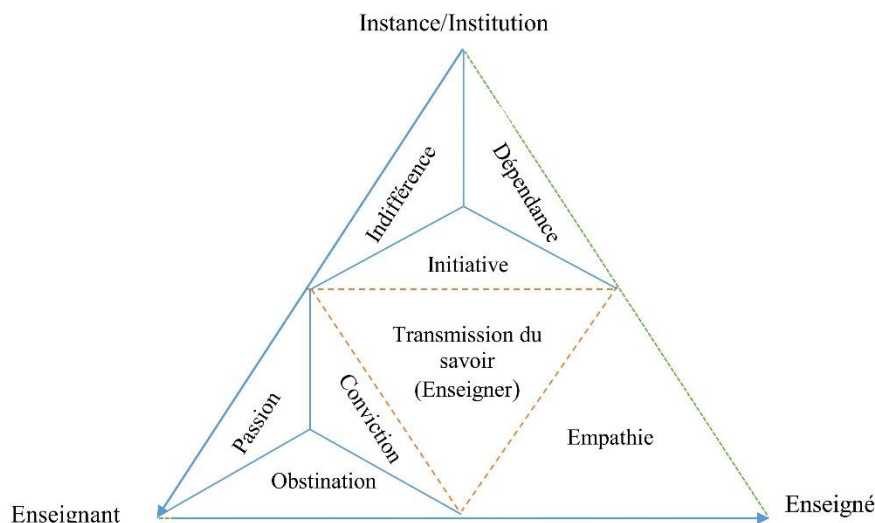 Instance/Institution
Indifférence
Dépendance
Initiative
Transmission du
savoir
(Enseigner)
Passion
Conviction
Empathie
Obstination
Enseignant
Enseigné